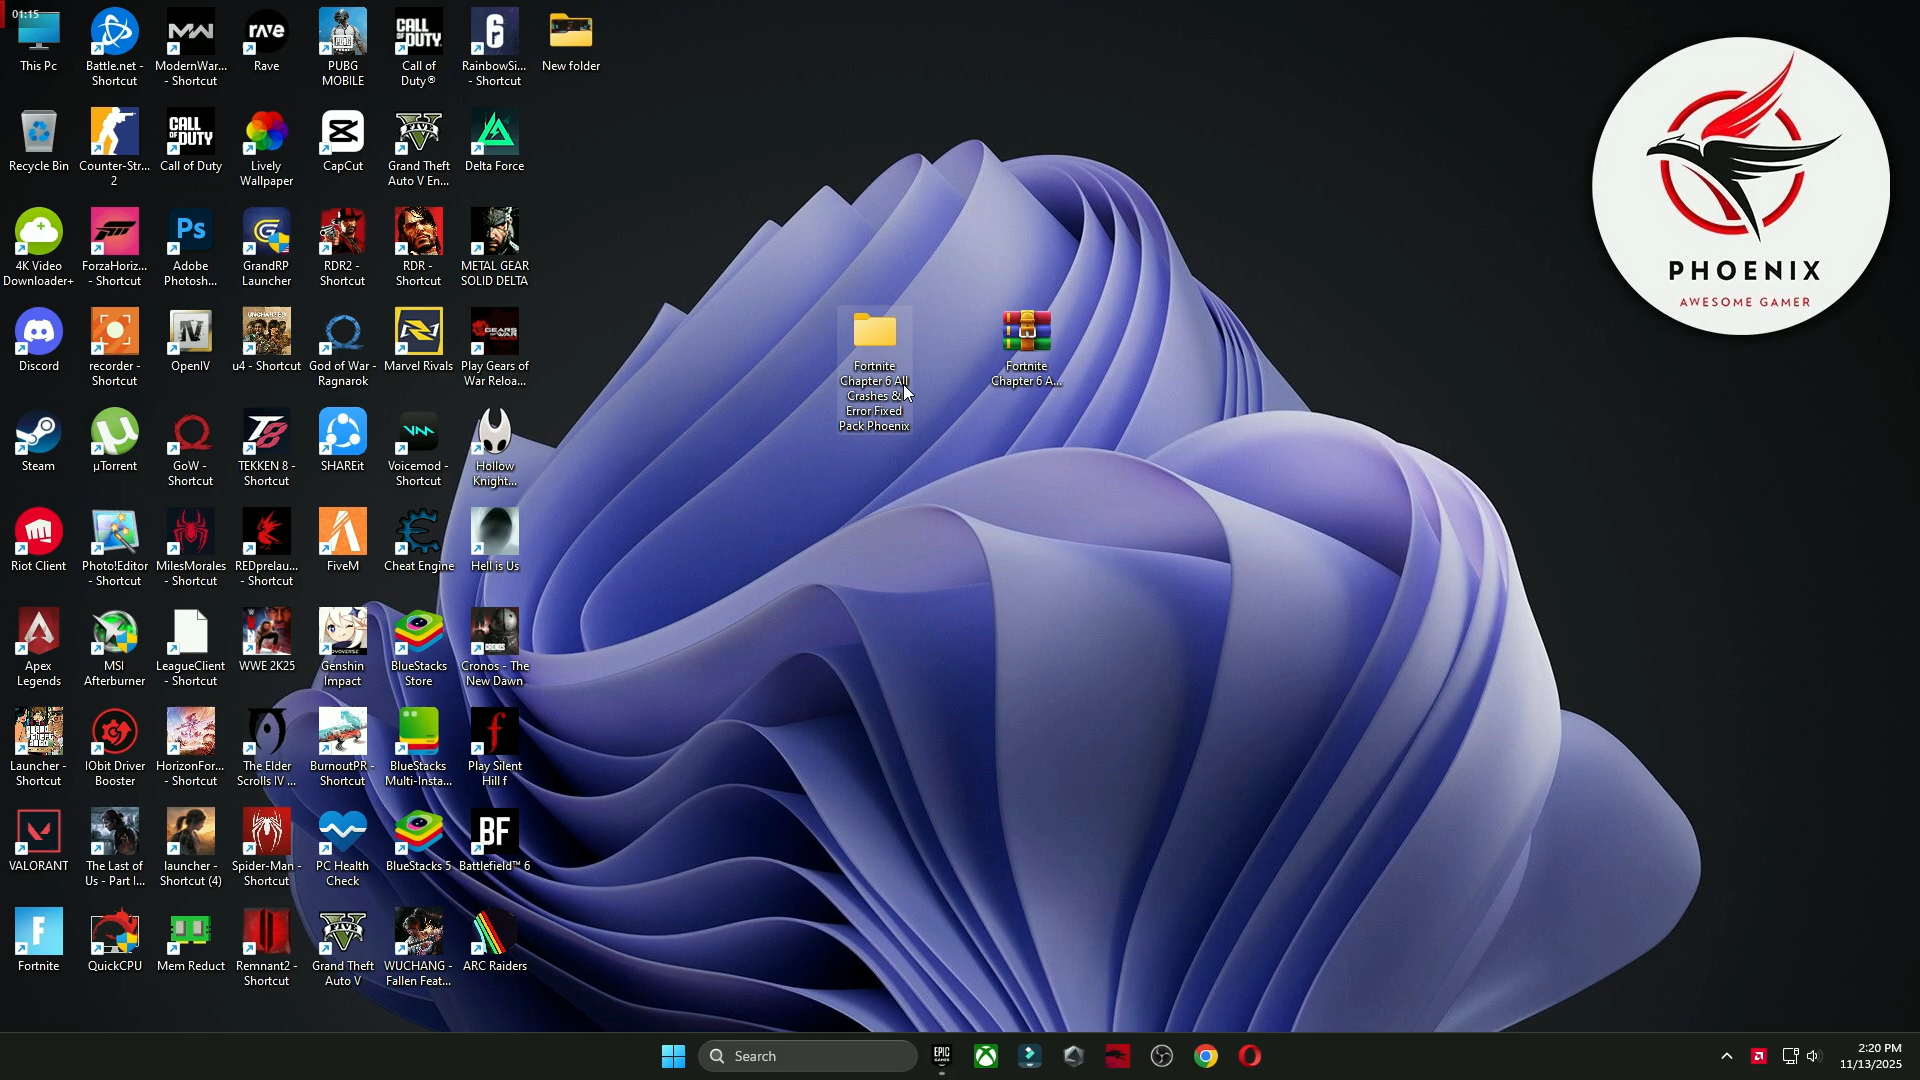 01:15
This Pc
Battle.net -
Shortcut
ModernWar...
- Shortcut
Rave
PUBG
MOBILE
Call of
Duty®
RainbowSi...
- Shortcut
New folder
Recycle Bin
Counter-Str...
2
Call of Duty
Lively
Wallpaper
CapCut
Grand Theft
Auto V En...
Delta Force
4K Video
Downloader+
ForzaHoriz...
- Shortcut
Adobe
Photosh...
GrandRP
Launcher
RDR2 -
Shortcut
RDR -
Shortcut
METAL GEAR
SOLID DELTA
Discord
recorder -
Shortcut
OpenIV
u4 - Shortcut
God of War -
Ragnarok
Marvel Rivals
Play Gears of
War Reloa...
Steam
µTorrent
GoW -
Shortcut
TEKKEN 8 -
Shortcut
SHAREit
Voicemod -
Shortcut
Hollow
Knight...
Riot Client
Photo!Editor
- Shortcut
MilesMorales
- Shortcut
REDprelau...
- Shortcut
FiveM
Cheat Engine
Hell is Us
Apex
Legends
MSI
Afterburner
LeagueClient
- Shortcut
WWE 2K25
Genshin
Impact
BlueStacks
Store
Cronos - The
New Dawn
Launcher -
Shortcut
IObit Driver
Booster
HorizonFor...
- Shortcut
The Elder
Scrolls IV ...
BurnoutPR -
Shortcut
BlueStacks
Multi-Insta...
Play Silent
Hill f
VALORANT
The Last of
Us - Part I...
launcher -
Shortcut (4)
Spider-Man -
Shortcut
PC Health
Check
BlueStacks 5
Battlefield™ 6
Fortnite
QuickCPU
Mem Reduct
Remnant2 -
Shortcut
Grand Theft
Auto V
WUCHANG -
Fallen Feat...
ARC Raiders
Fortnite
Chapter 6 All
Crashes &
Error Fixed
Pack Phoenix
Fortnite
Chapter 6 A...
PHOENIX
AWESOME GAMER
Search
2:20 PM
11/13/2025